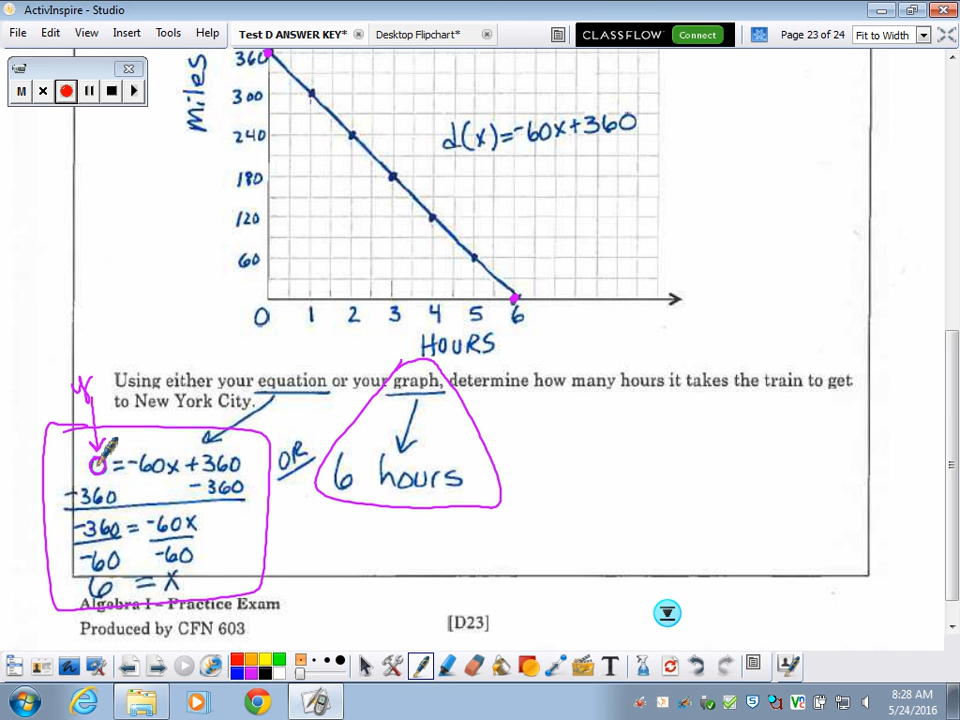 ActivInspire - Studio
File Edit View Insert Tools Help
Test D ANSWER KEY* Desktop Flipchart*
CLASSFLOW Connect
Page 23 of 24 Fit to Width
M
miles
360
300
240
180
120
60
d(x)=-60x+360
0 1 2 3 4 5 6
HOURS
Using either your equation or your graph, determine how many hours it takes the train to get
to New York City.
y
0=-60x+360
-360 -360
-360 = -60x
-60 -60
6 = x
OR
6 hours
Algebra I – Practice Exam
Produced by CFN 603
[D23]
8:28 AM
5/24/2016